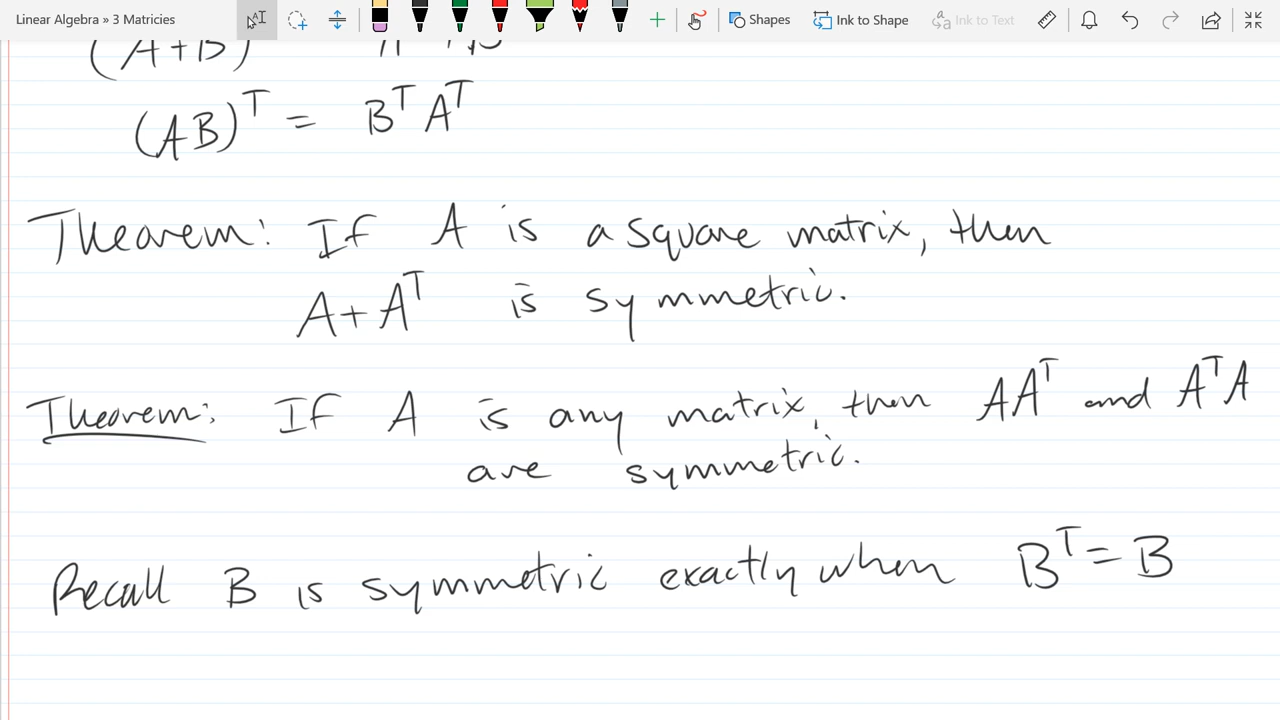 Linear Algebra » 3 Matricies
Shapes
Ink to Shape
Ink to Text
(A+B)
(AB)^T = B^T A^T
Theorem: If A is a square matrix, then
A+A^T is symmetric.
Theorem: If A is any matrix, then AA^T and A^T A
are symmetric.
Recall B is symmetric exactly when B^T = B